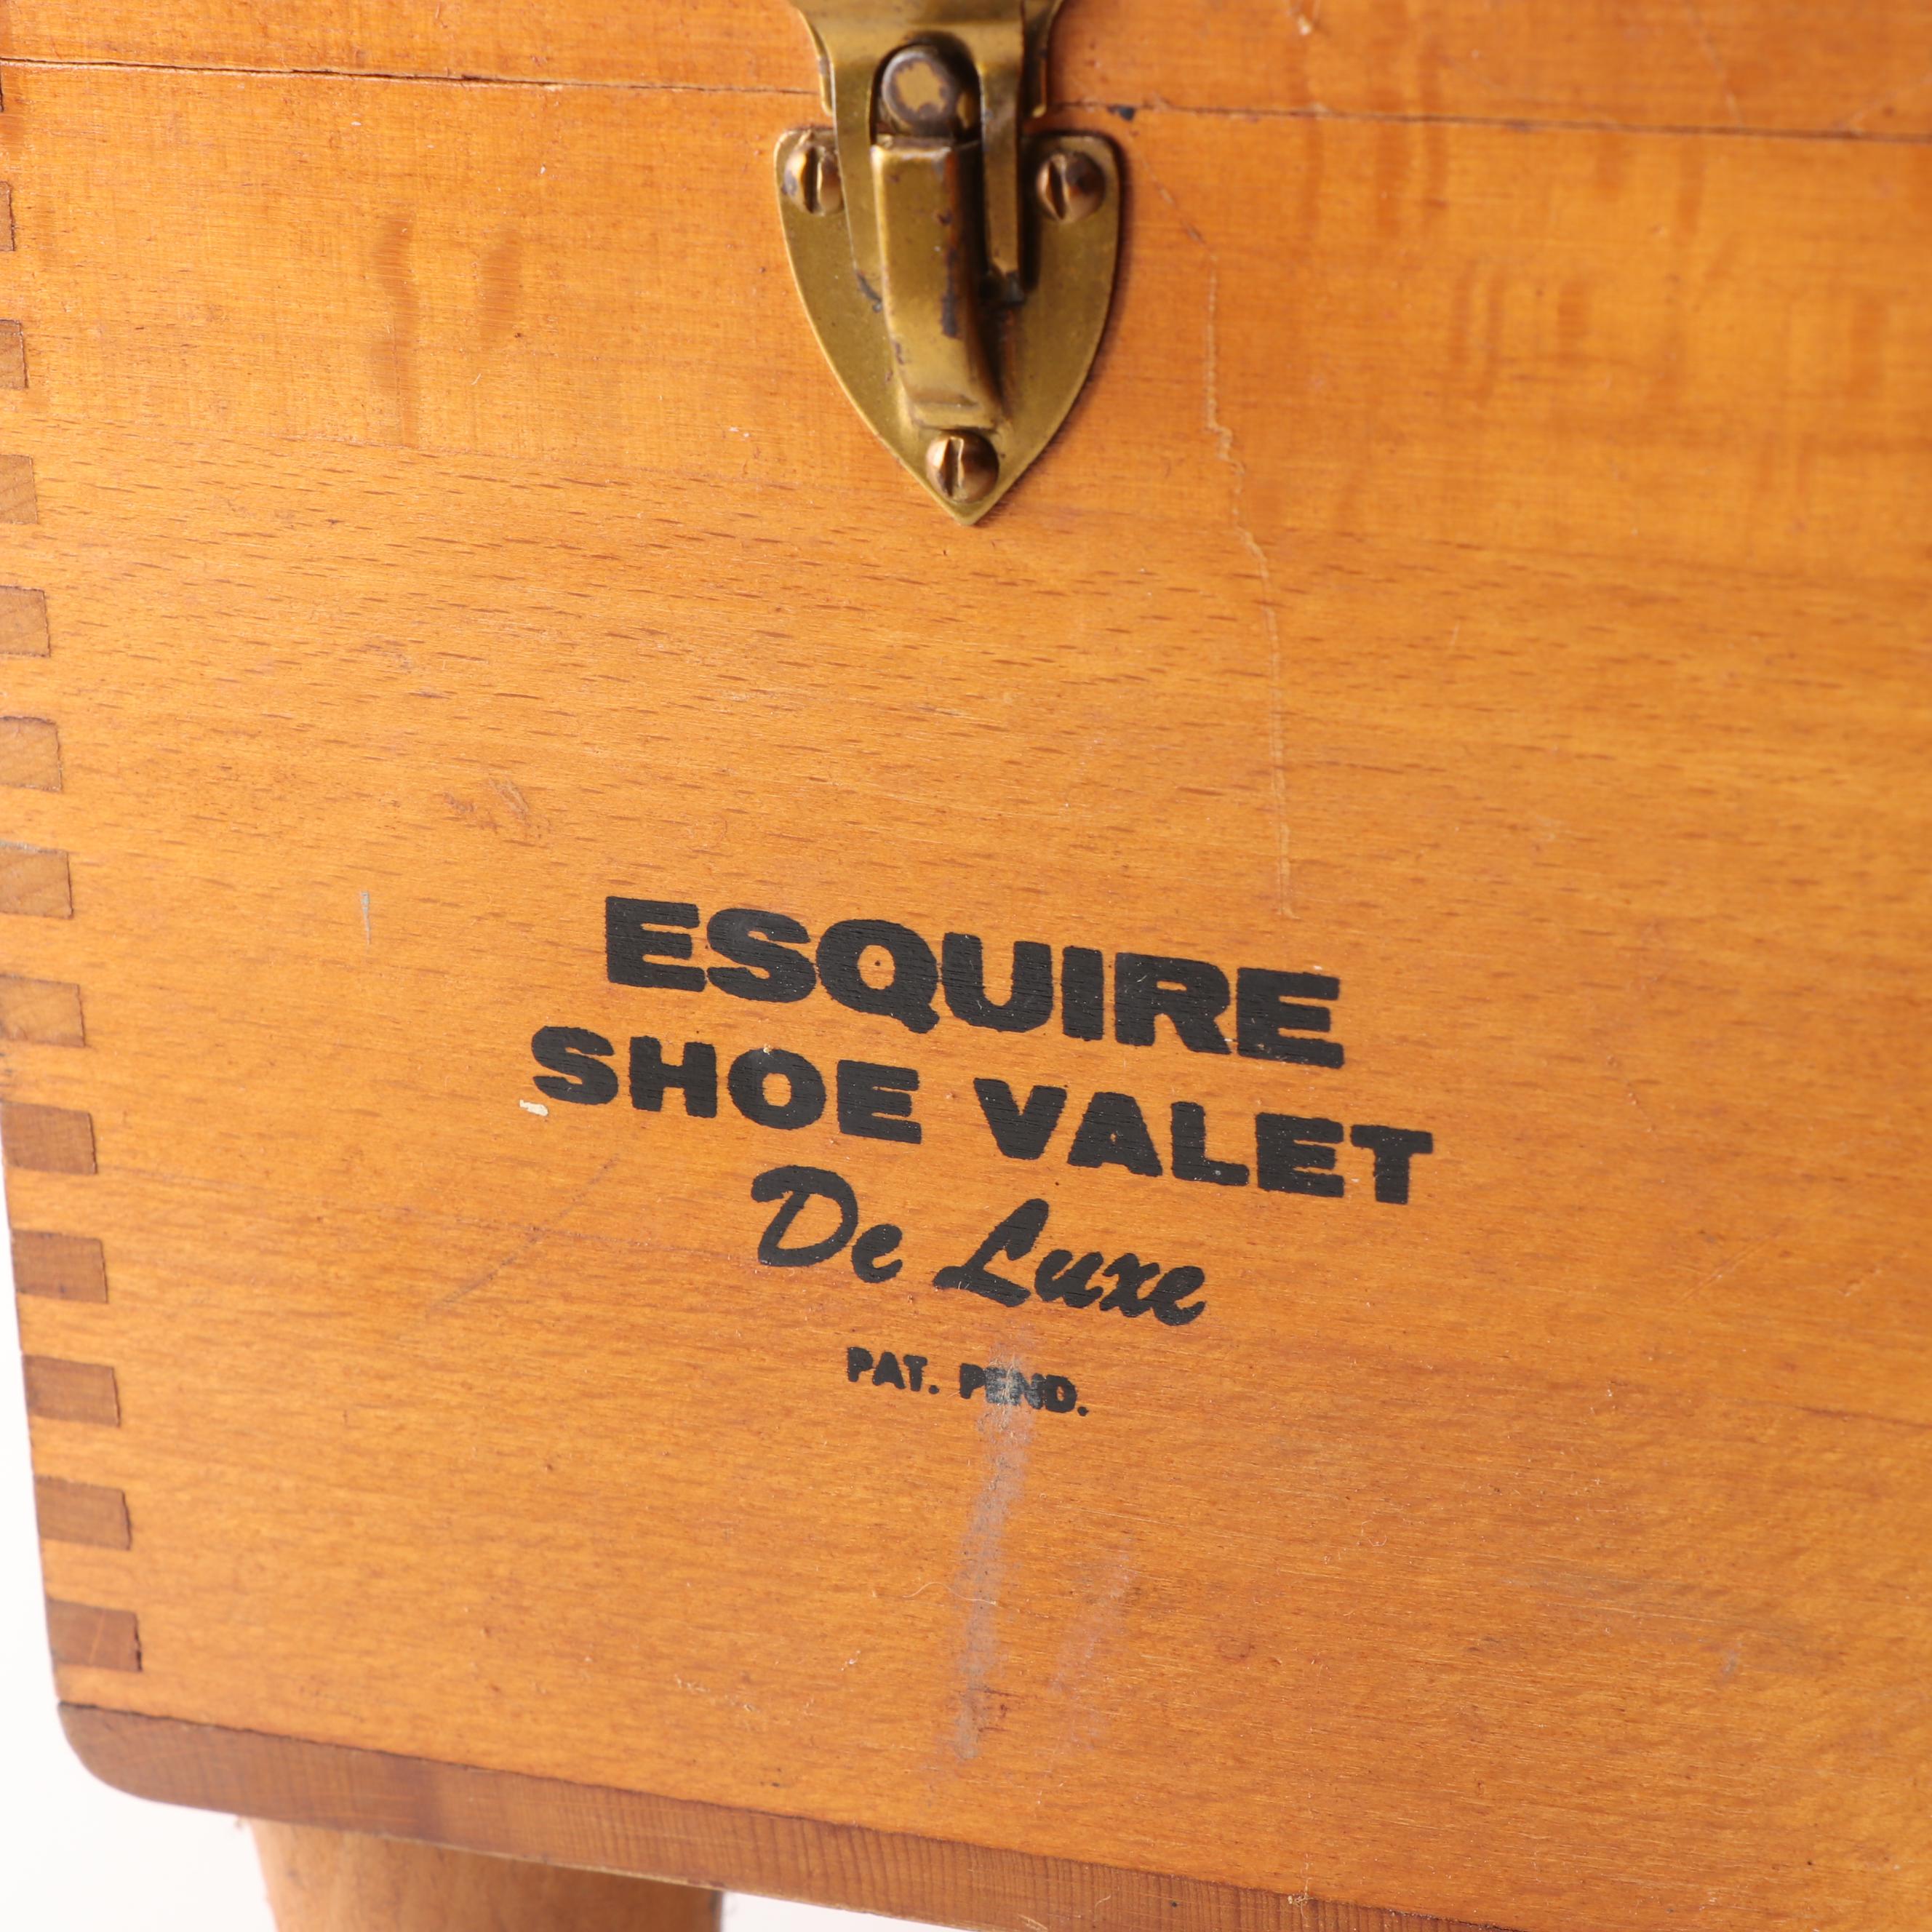 ESQUIRE
SHOE VALET
De Luxe
PAT. PEND.